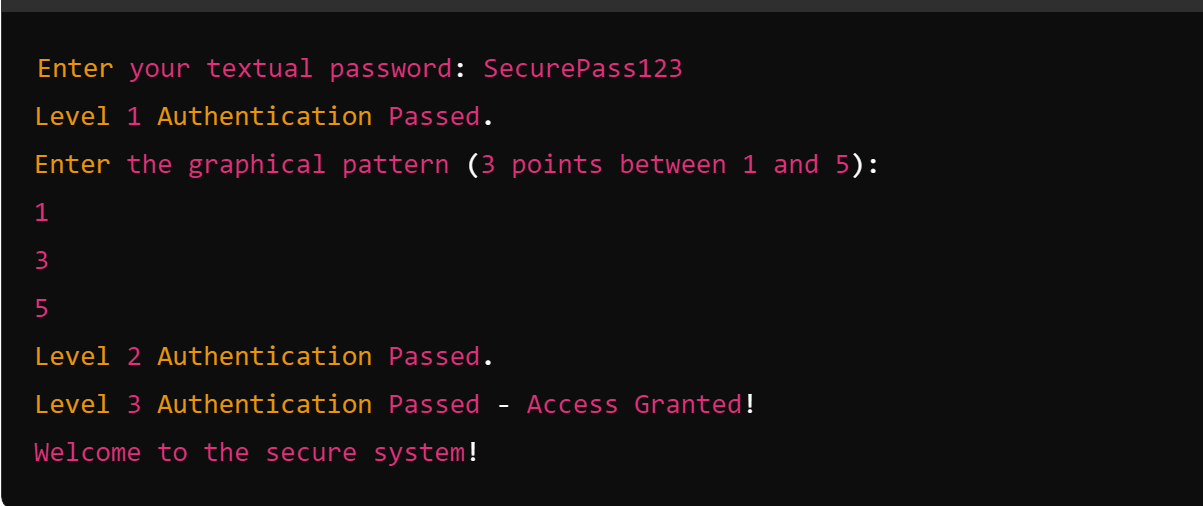 Enter your textual password: SecurePass123
Level 1 Authentication Passed.
Enter the graphical pattern (3 points between 1 and 5):
1
3
5
Level 2 Authentication Passed.
Level 3 Authentication Passed - Access Granted!
Welcome to the secure system!